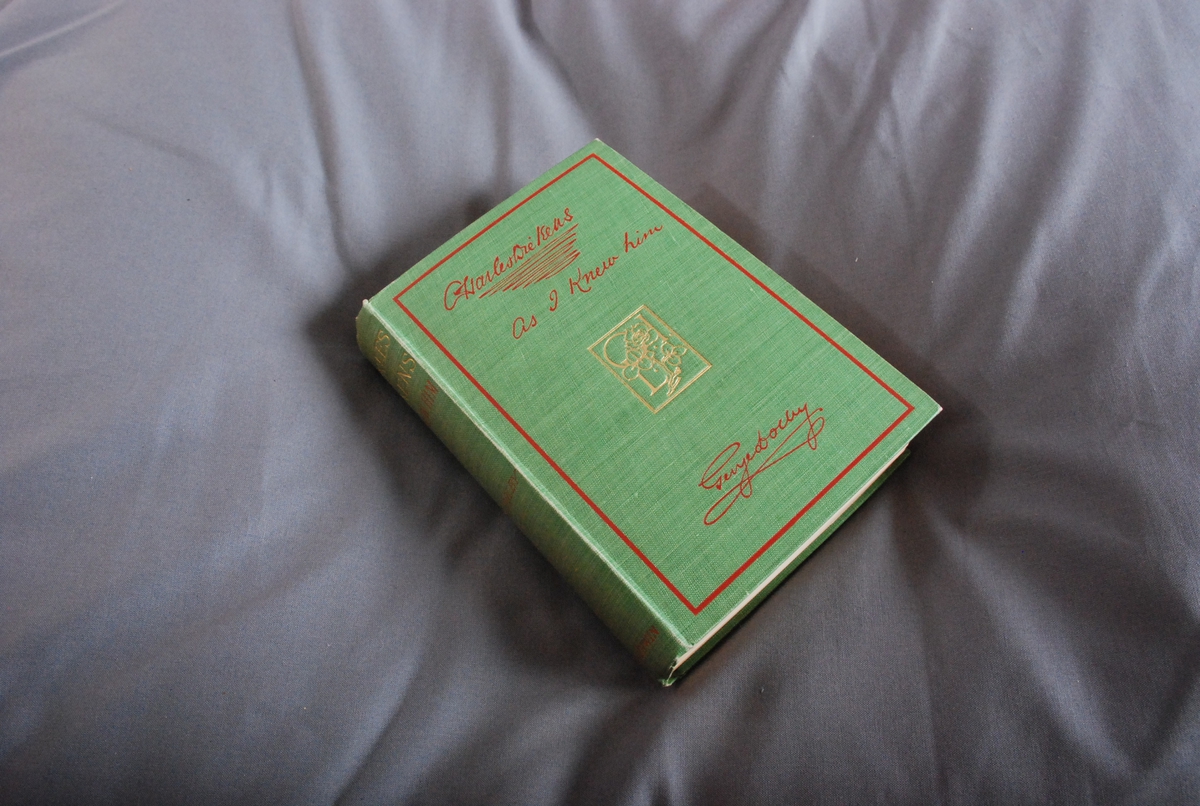 Charles Dickens
as I Knew him
George Dolby